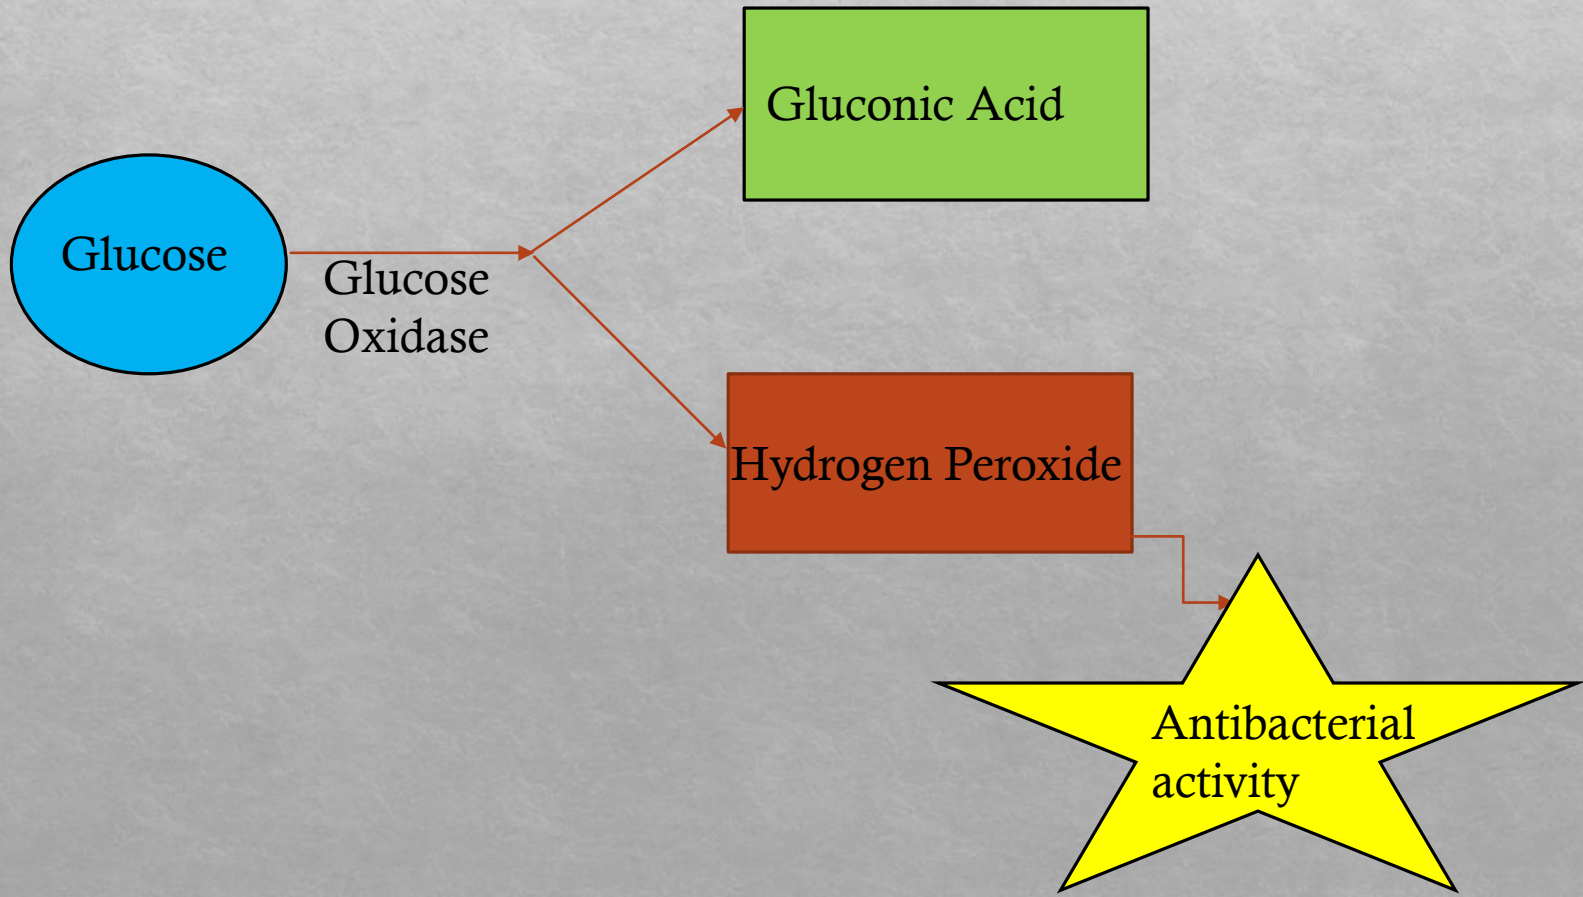 Gluconic Acid
Glucose
Glucose
Oxidase
Hydrogen Peroxide
Antibacterial
activity